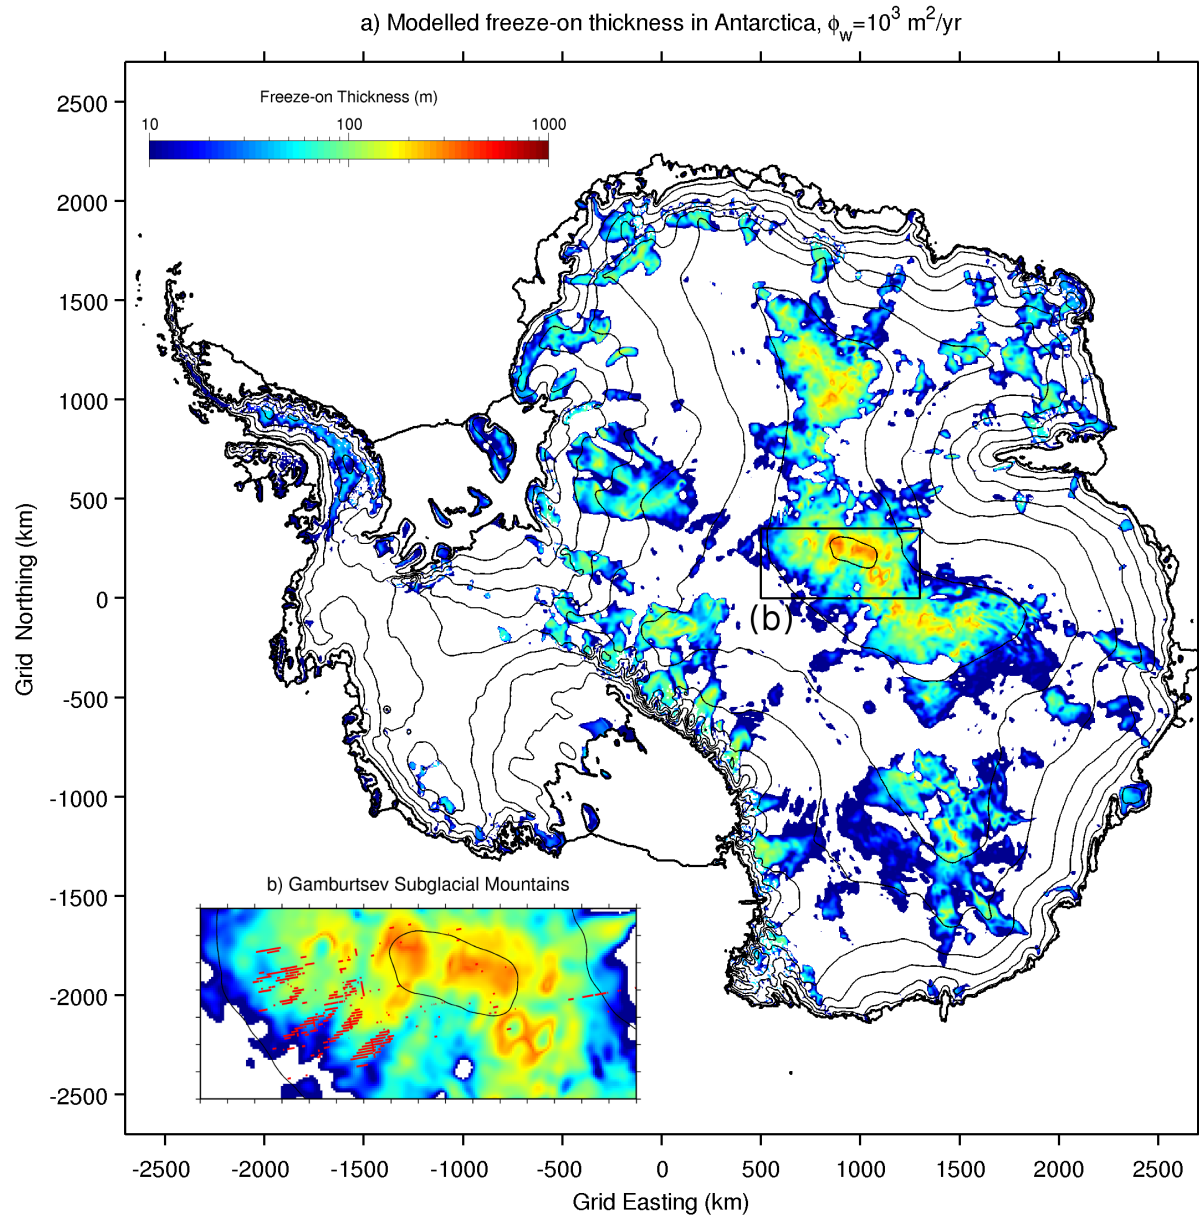 a) Modelled freeze-on thickness in Antarctica, ϕw=10³ m²/yr
Freeze-on Thickness (m)
10 100 1000
2500
2000
1500
1000
500
0
-500
-1000
-1500
-2000
-2500
Grid Northing (km)
(b)
b) Gamburtsev Subglacial Mountains
-2500 -2000 -1500 -1000 -500 0 500 1000 1500 2000 2500
Grid Easting (km)